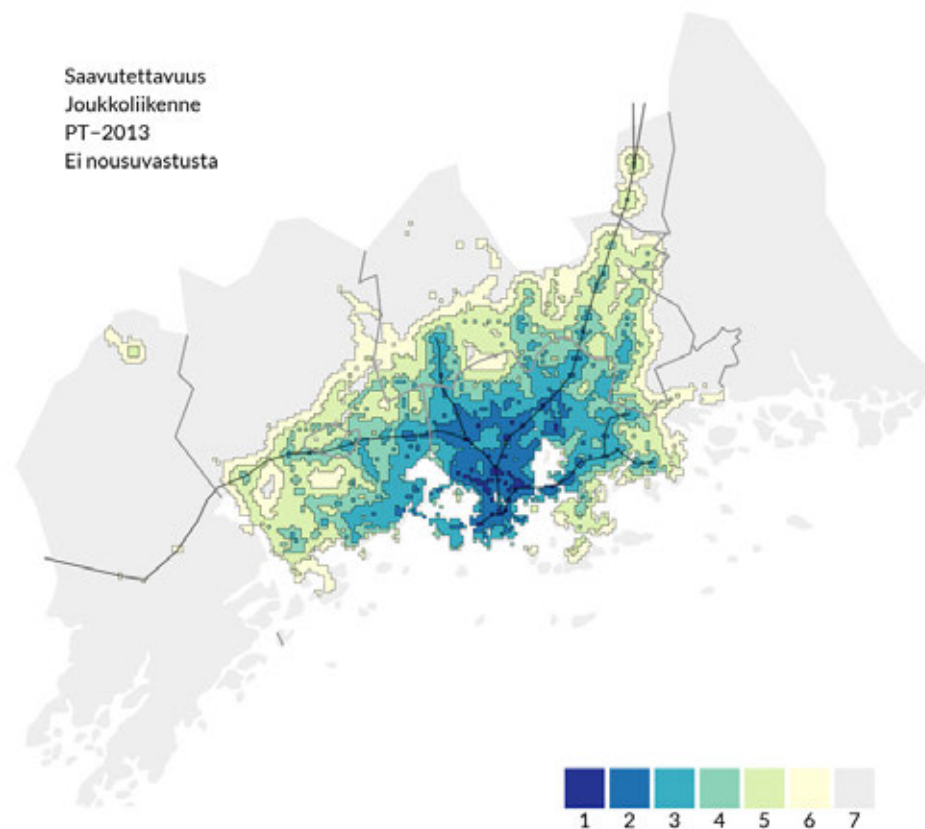 Saavutettavuus
Joukkoliikenne
PT–2013
Ei nousuvastusta
1 2 3 4 5 6 7